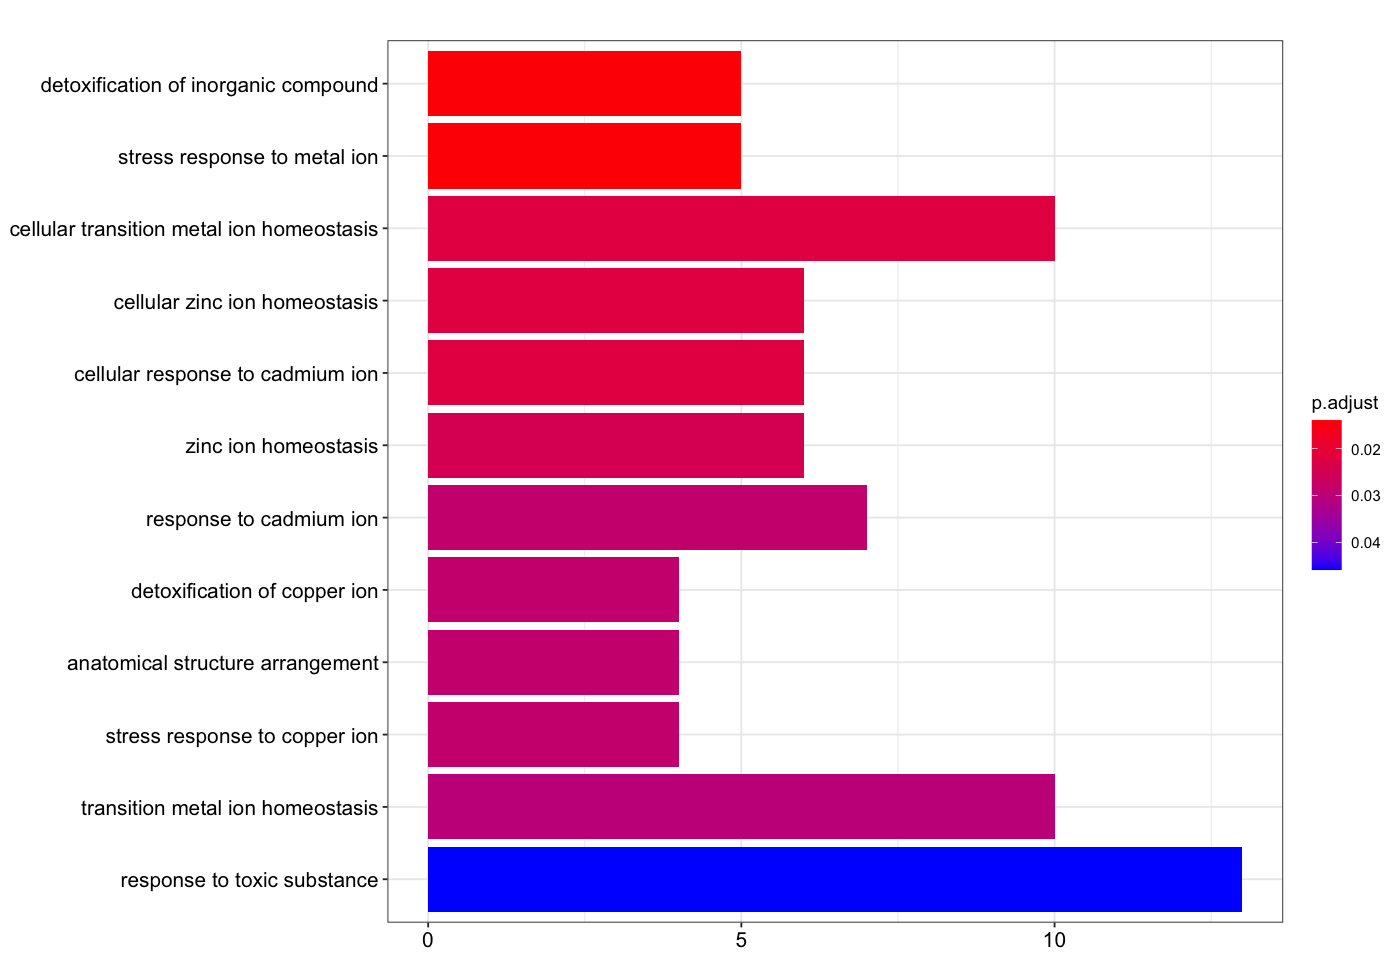 detoxification of inorganic compound
stress response to metal ion
cellular transition metal ion homeostasis
cellular zinc ion homeostasis
cellular response to cadmium ion
zinc ion homeostasis
response to cadmium ion
detoxification of copper ion
anatomical structure arrangement
stress response to copper ion
transition metal ion homeostasis
response to toxic substance
0 5 10
p.adjust
0.02
0.03
0.04